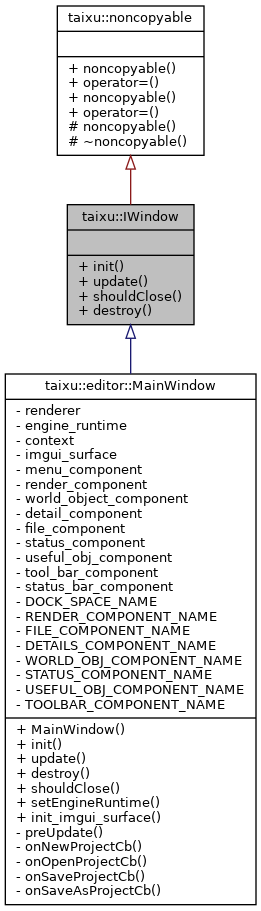 taixu::noncopyable
+ noncopyable()
+ operator=()
+ noncopyable()
+ operator=()
# noncopyable()
# ~noncopyable()
taixu::IWindow
+ init()
+ update()
+ shouldClose()
+ destroy()
taixu::editor::MainWindow
- renderer
- engine_runtime
- context
- imgui_surface
- menu_component
- render_component
- world_object_component
- detail_component
- file_component
- status_component
- useful_obj_component
- tool_bar_component
- status_bar_component
- DOCK_SPACE_NAME
- RENDER_COMPONENT_NAME
- FILE_COMPONENT_NAME
- DETAILS_COMPONENT_NAME
- WORLD_OBJ_COMPONENT_NAME
- STATUS_COMPONENT_NAME
- USEFUL_OBJ_COMPONENT_NAME
- TOOLBAR_COMPONENT_NAME
+ MainWindow()
+ init()
+ update()
+ destroy()
+ shouldClose()
+ setEngineRuntime()
+ init_imgui_surface()
- preUpdate()
- onNewProjectCb()
- onOpenProjectCb()
- onSaveProjectCb()
- onSaveAsProjectCb()